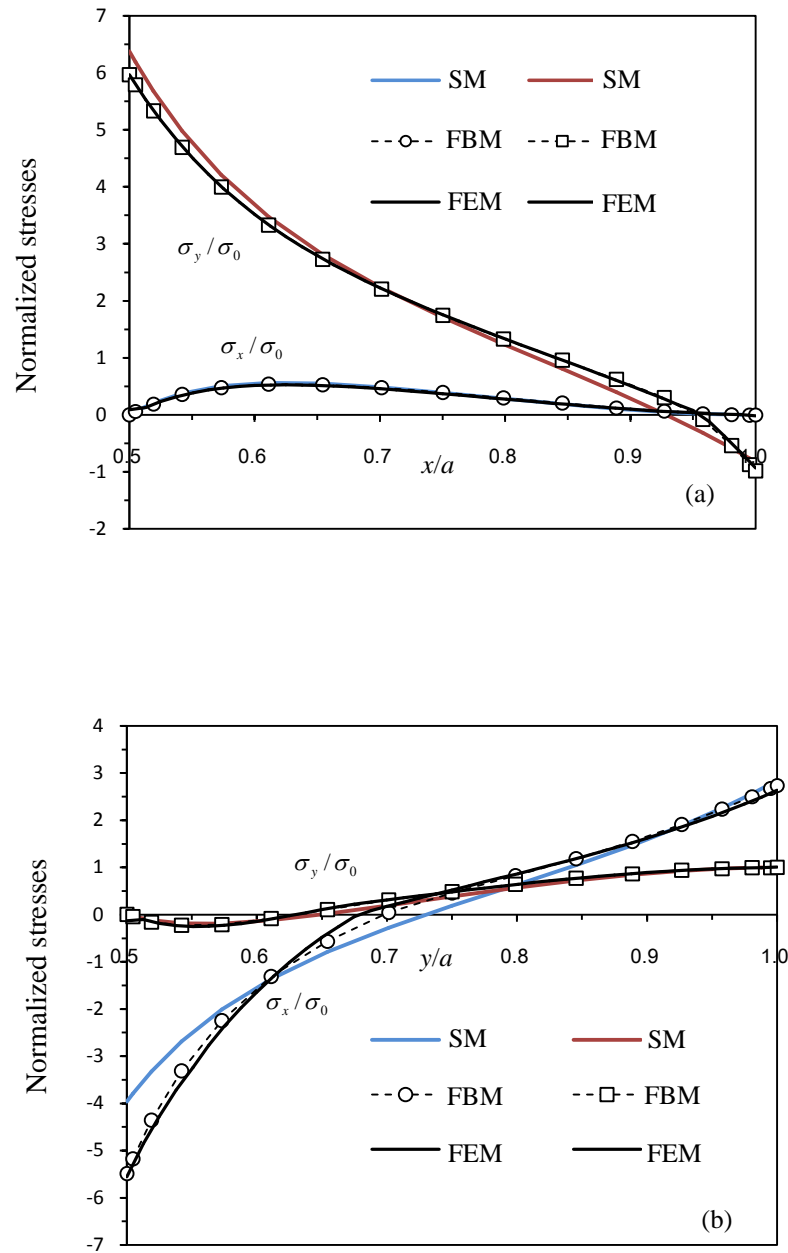 7
6
5
4
3
2
1
0
-1
-2
Normalized stresses
SM SM
FBM FBM
FEM FEM
σy/σ0
σx/σ0
0.5 0.6 0.7 0.8 0.9 1.0
x/a
(a)
4
3
2
1
0
-1
-2
-3
-4
-5
-6
-7
Normalized stresses
σy/σ0
0.5 0.6 0.7 0.8 0.9 1.0
y/a
σx/σ0
SM SM
FBM FBM
FEM FEM
(b)